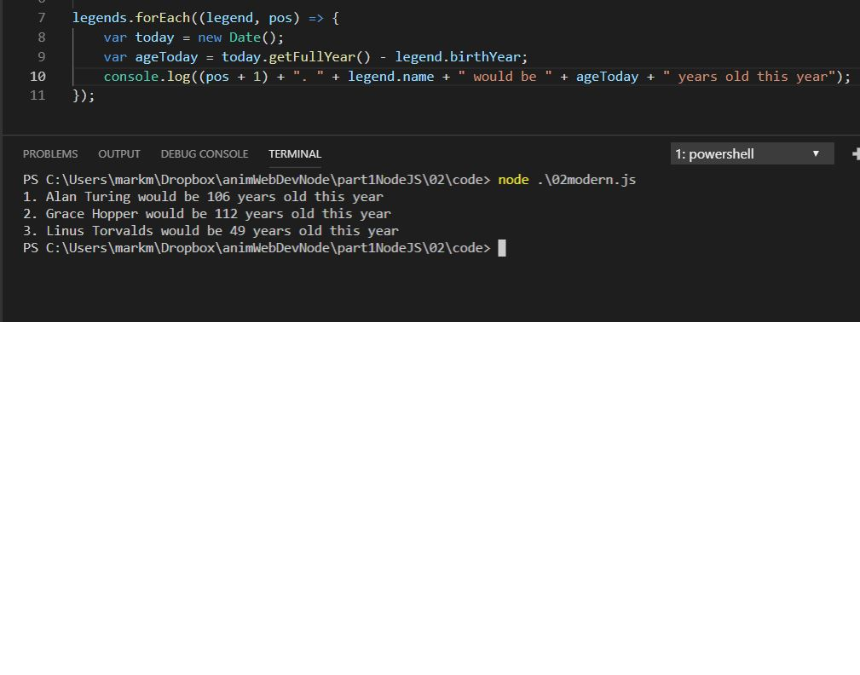 7 legends.forEach((legend, pos) => {
8 var today = new Date();
9 var ageToday = today.getFullYear() - legend.birthYear;
10 console.log((pos + 1) + ". " + legend.name + " would be " + ageToday + " years old this year");
11 });
PROBLEMS OUTPUT DEBUG CONSOLE TERMINAL 1: powershell
PS C:\Users\markm\Dropbox\animWebDevNode\part1NodeJS\02\code> node .\02modern.js
1. Alan Turing would be 106 years old this year
2. Grace Hopper would be 112 years old this year
3. Linus Torvalds would be 49 years old this year
PS C:\Users\markm\Dropbox\animWebDevNode\part1NodeJS\02\code>